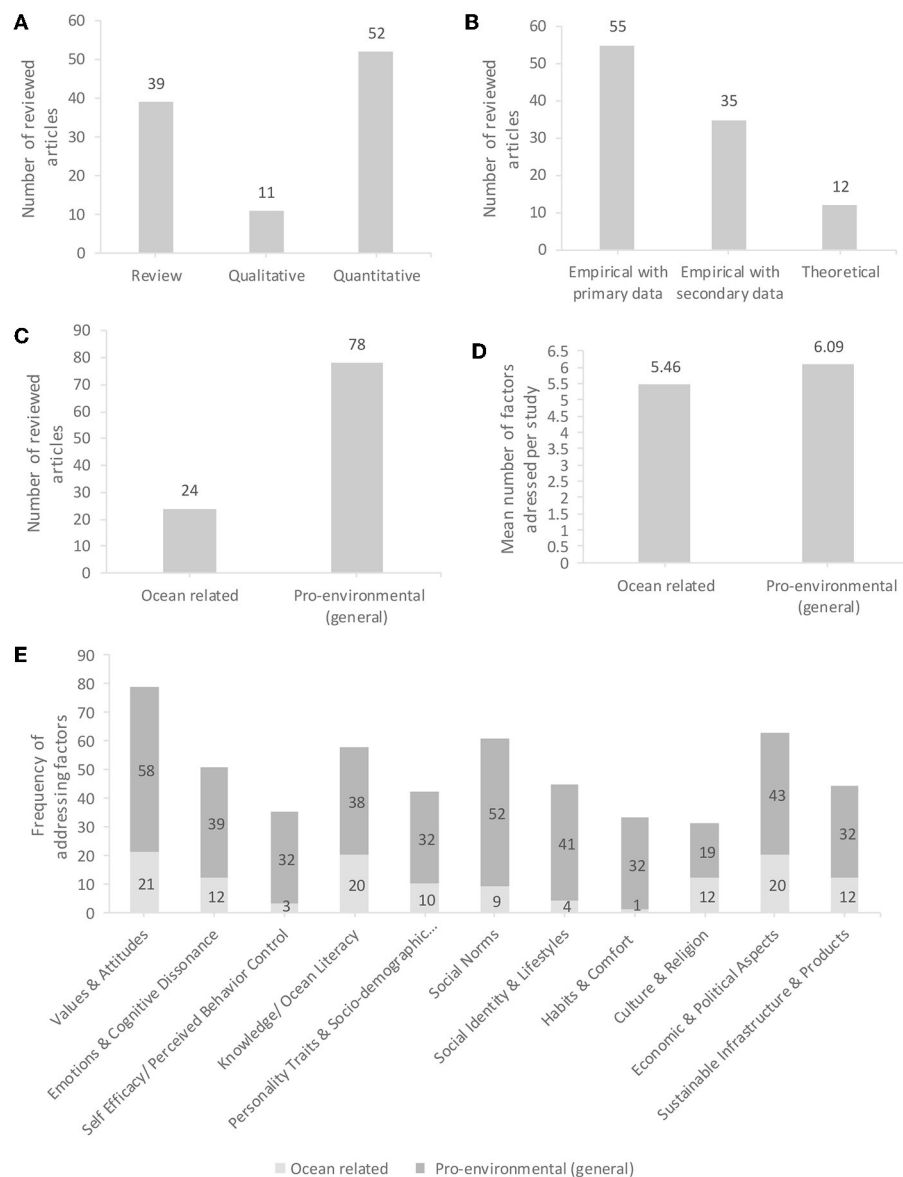 A
Number of reviewed
articles
60
50
40
30
20
10
0
39
11
52
Review
Qualitative
Quantitative
B
Number of reviewed
articles
60
50
40
30
20
10
0
55
35
12
Empirical with
primary data
Empirical with
secondary data
Theoretical
C
Number of reviewed
articles
90
80
70
60
50
40
30
20
10
0
24
78
Ocean related
Pro-environmental
(general)
D
Mean number of factors
adressed per study
6.5
6
5.5
5
4.5
4
3.5
3
2.5
2
1.5
1
0.5
0
5.46
6.09
Ocean related
Pro-environmental
(general)
E
Frequency of
addressing factors
90
80
70
60
50
40
30
20
10
0
58
21
39
12
32
3
38
20
32
10
52
9
41
4
32
1
19
12
43
20
32
12
Values & Attitudes
Emotions & Cognitive Dissonance
Self Efficacy/ Perceived Behavior Control
Knowledge/ Ocean Literacy
Personality Traits & Socio-demographic...
Social Norms
Social Identity & Lifestyles
Habits & Comfort
Culture & Religion
Economic & Political Aspects
Sustainable Infrastructure & Products
Ocean related
Pro-environmental (general)